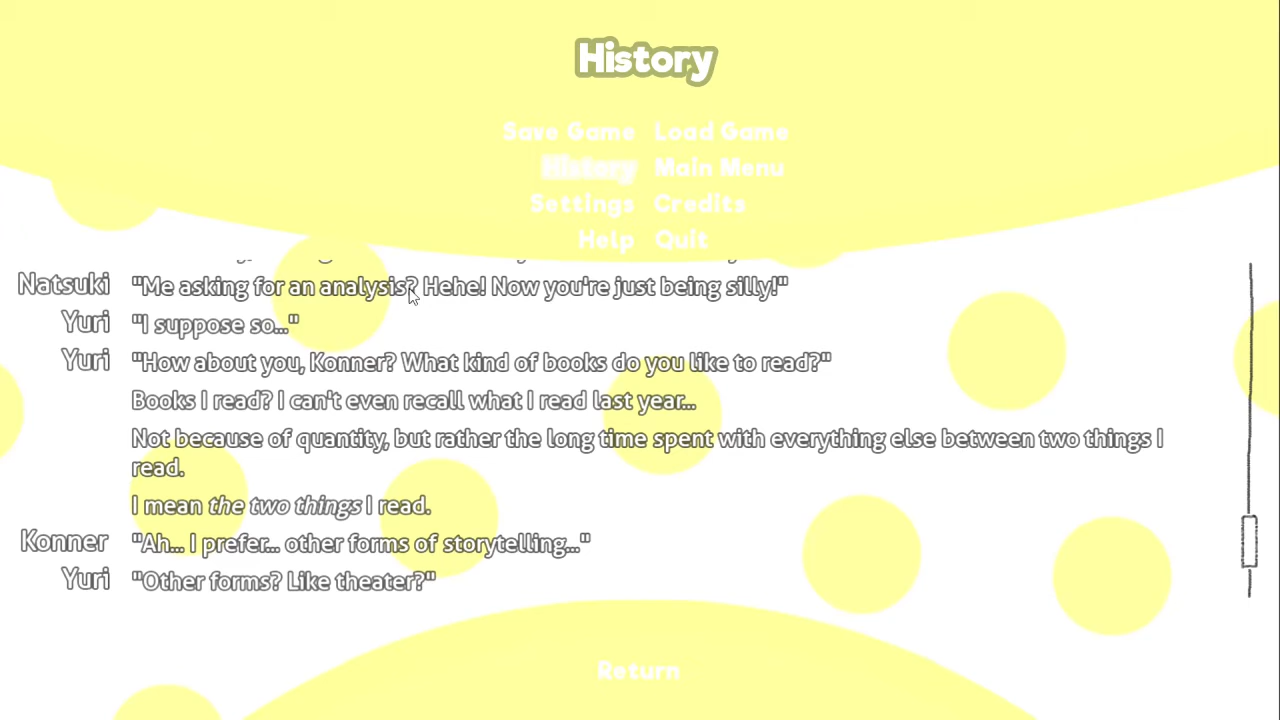 History
Save Game Load Game
History Main Menu
Settings Credits
Help Quit
Natsuki "Me asking for an analysis? Hehe! Now you're just being silly!"
Yuri "I suppose so..."
Yuri "How about you, Konner? What kind of books do you like to read?"
Books I read? I can't even recall what I read last year...
Not because of quantity, but rather the long time spent with everything else between two things I
read.
I mean the two things I read.
Konner "Ah... I prefer... other forms of storytelling..."
Yuri "Other forms? Like theater?"
Return